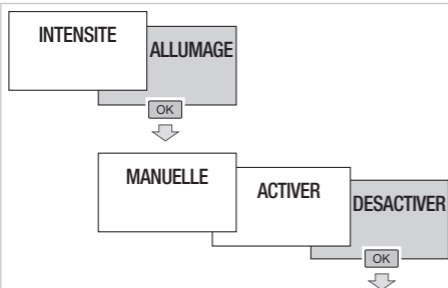 INTENSITE
ALLUMAGE
OK
MANUELLE
ACTIVER
DESACTIVER
OK